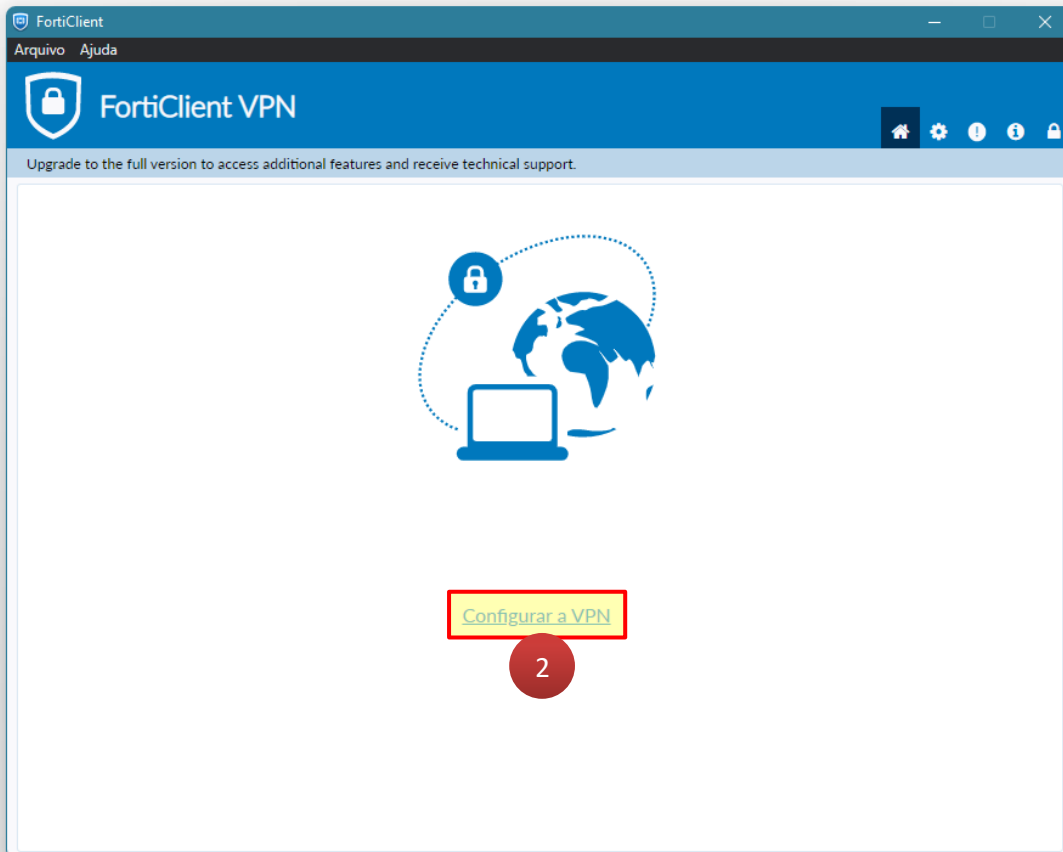 FortiClient
Arquivo Ajuda
FortiClient VPN
Upgrade to the full version to access additional features and receive technical support.
Configurar a VPN
2